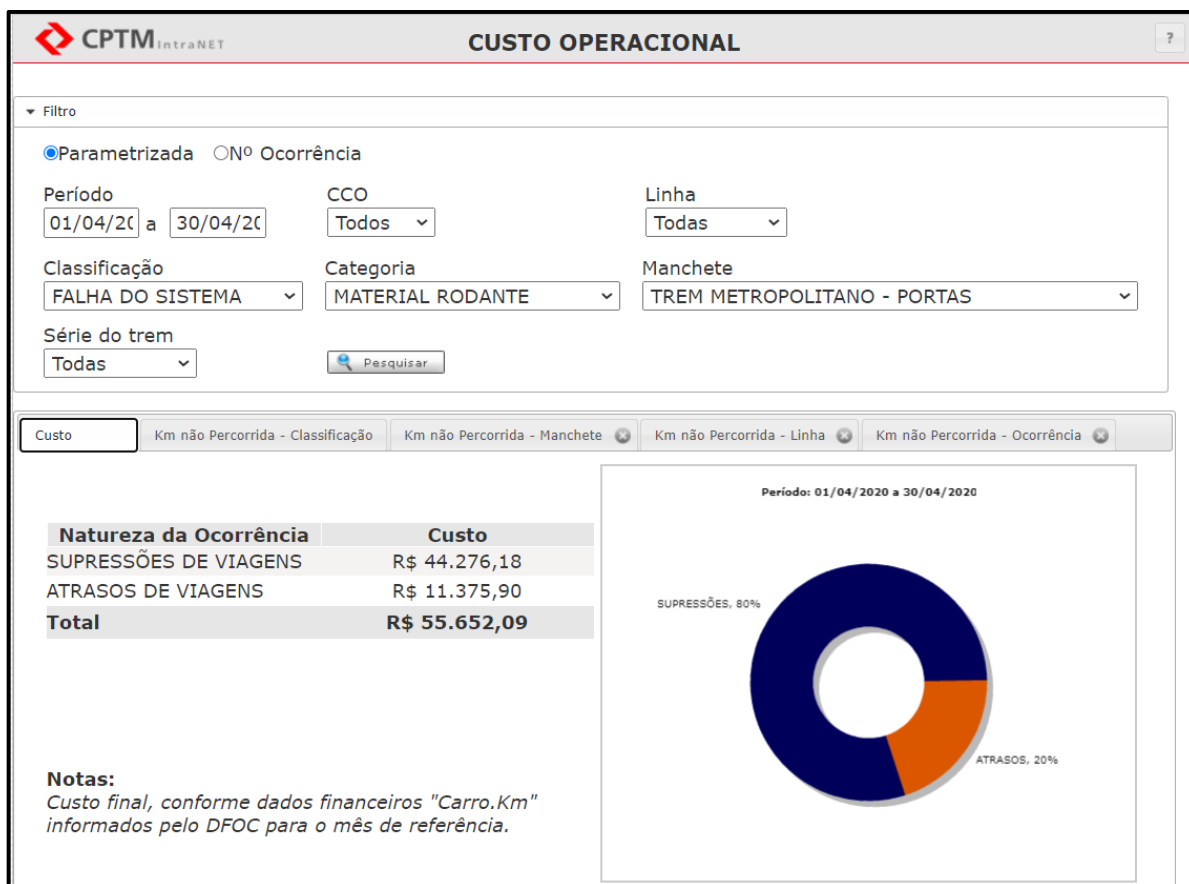 CPTM IntraNET CUSTO OPERACIONAL ?
Filtro
Parametrizada Nº Ocorrência
Período CCO Linha
01/04/20 a 30/04/20 Todos Todas
Classificação Categoria Manchete
FALHA DO SISTEMA MATERIAL RODANTE TREM METROPOLITANO - PORTAS
Série do trem
Todas Pesquisar
Custo Km não Percorrida - Classificação Km não Percorrida - Manchete Km não Percorrida - Linha Km não Percorrida - Ocorrência
Período: 01/04/2020 a 30/04/2020
Natureza da Ocorrência Custo
SUPRESSÕES DE VIAGENS R$ 44.276,18
ATRASOS DE VIAGENS R$ 11.375,90
Total R$ 55.652,09
SUPRESSÕES, 80%
ATRASOS, 20%
Notas:
Custo final, conforme dados financeiros "Carro.Km"
informados pelo DFOC para o mês de referência.